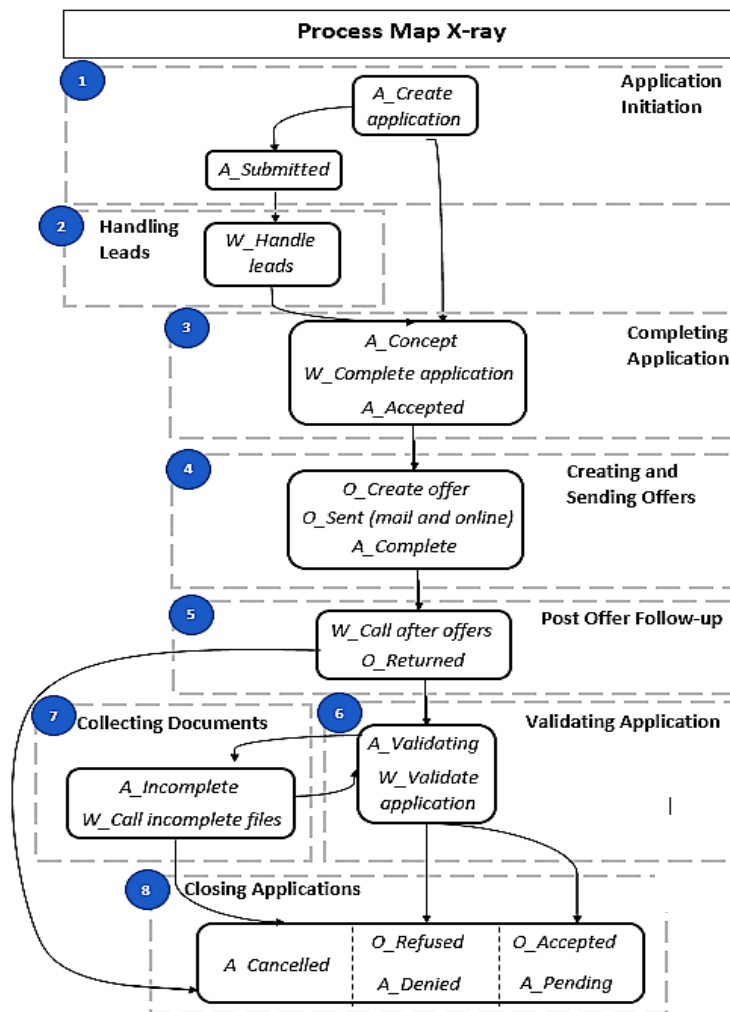 Process Map X-ray
1
Application
Initiation
A_Create
application
A_Submitted
2
Handling
Leads
W_Handle
leads
3
Completing
Application
A_Concept
W_Complete application
A_Accepted
4
Creating and
Sending Offers
O_Create offer
O_Sent (mail and online)
A_Complete
5
Post Offer Follow-up
W_Call after offers
O_Returned
7
Collecting Documents
6
Validating Application
A_Validating
W_Validate
application
A_Incomplete
W_Call incomplete files
8
Closing Applications
A_Cancelled
O_Refused
A_Denied
O_Accepted
A_Pending